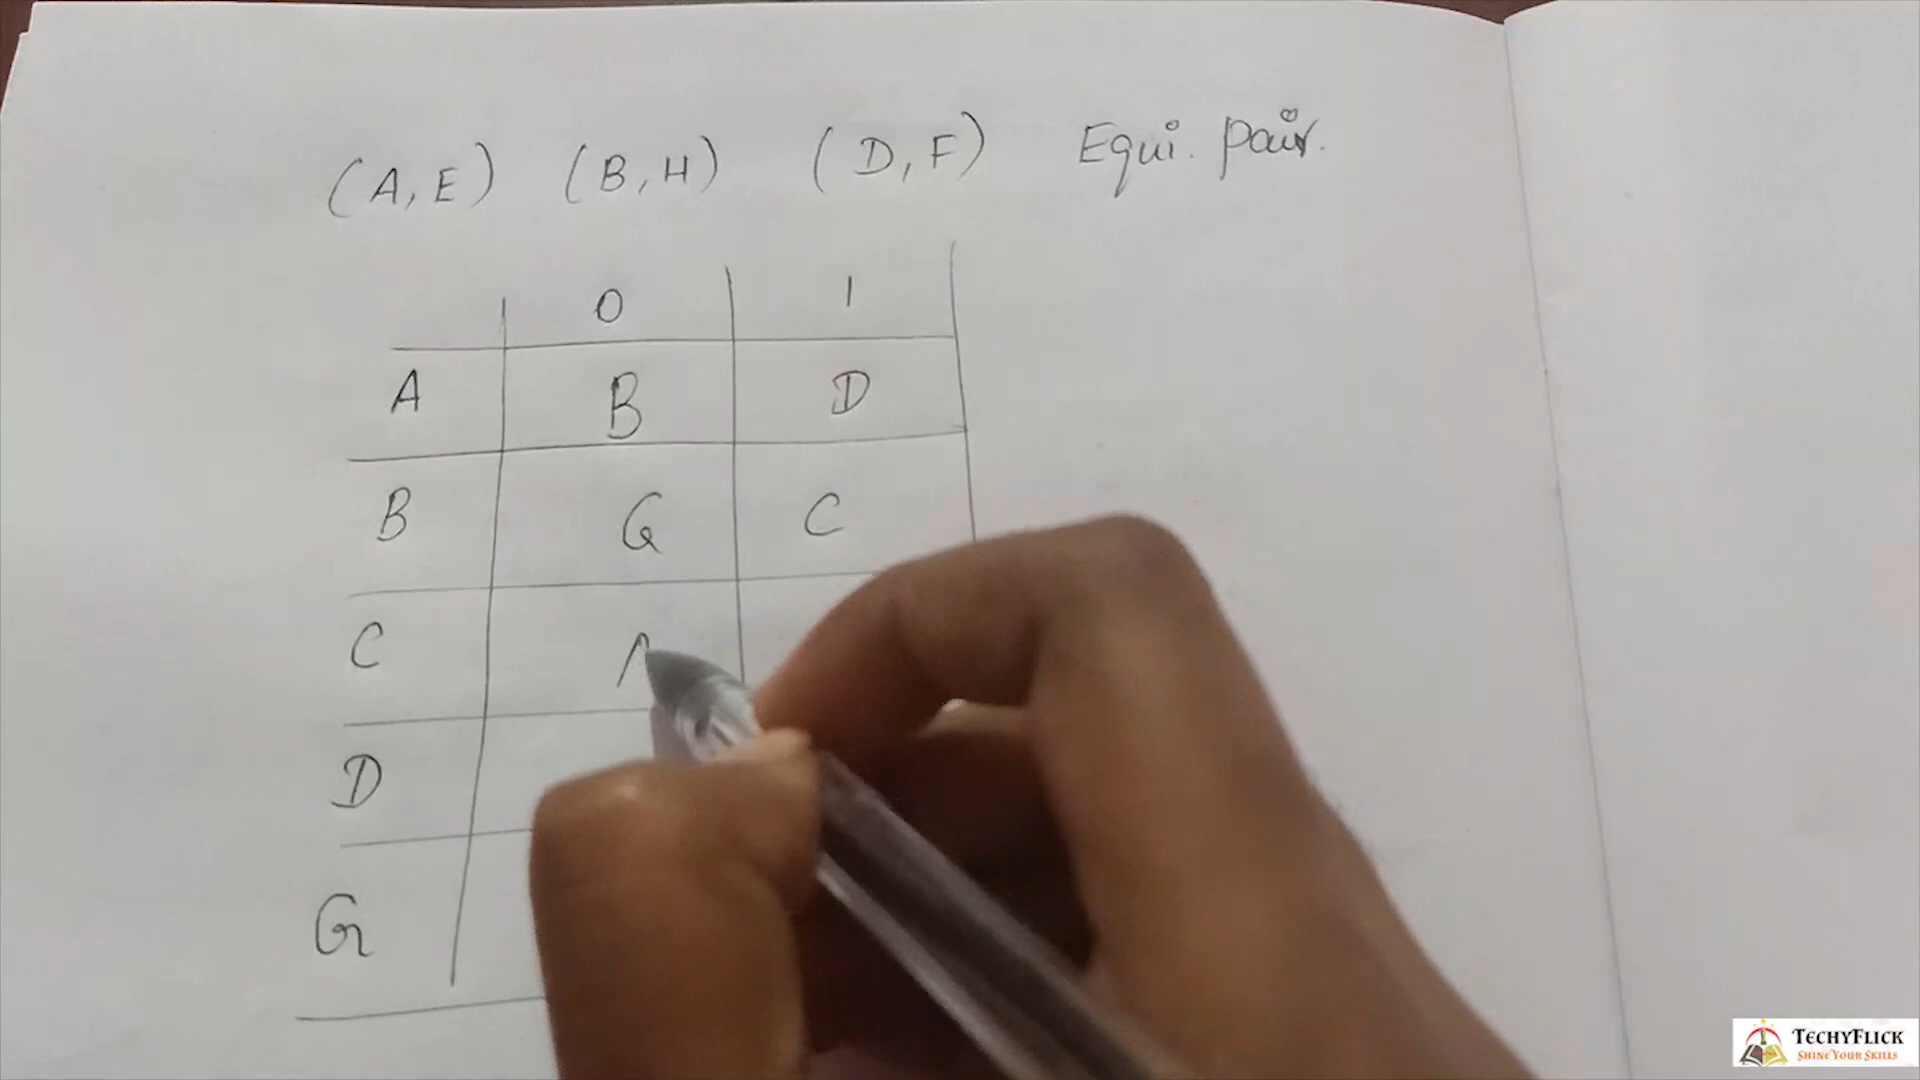 (A, E) (B, H) (D, F) Equi. Pair.
0 1
A B D
B G C
C A
D
G
TECHYFLICK
SHINE YOUR SKILLS